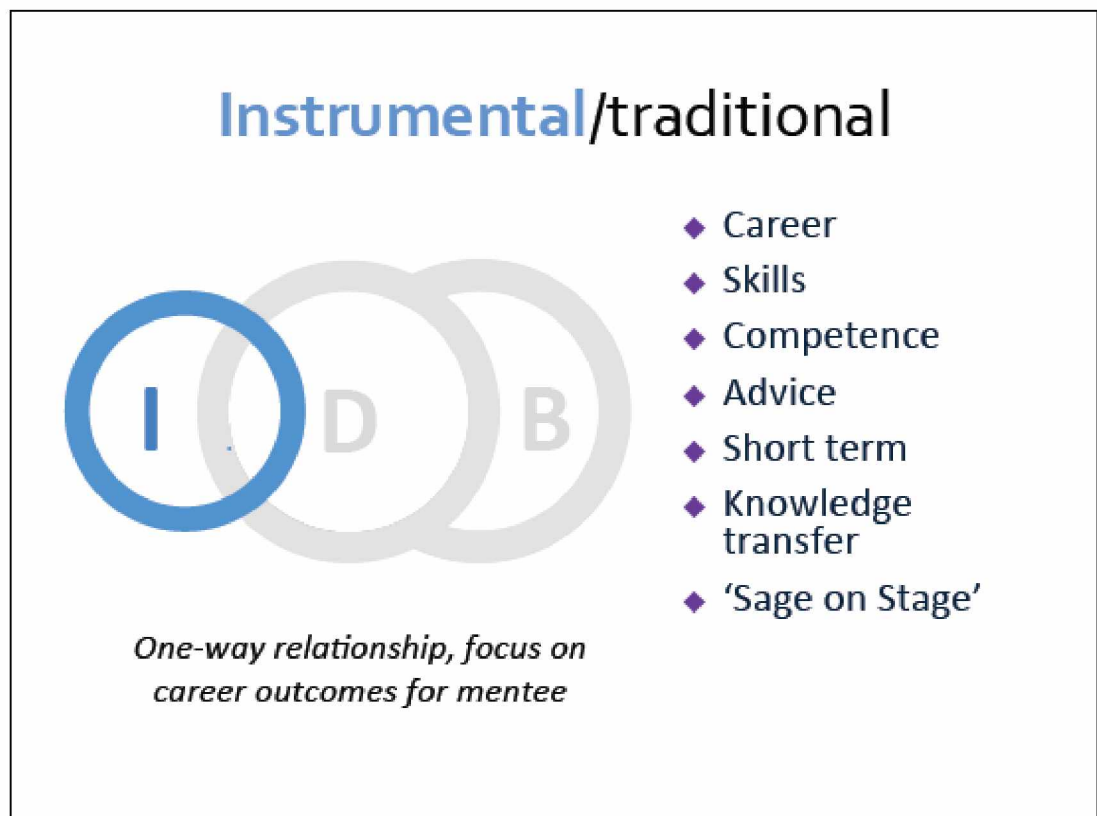 Instrumental/traditional
I
D
B
◆ Career
◆ Skills
◆ Competence
◆ Advice
◆ Short term
◆ Knowledge
transfer
◆ ‘Sage on Stage’
One-way relationship, focus on
career outcomes for mentee